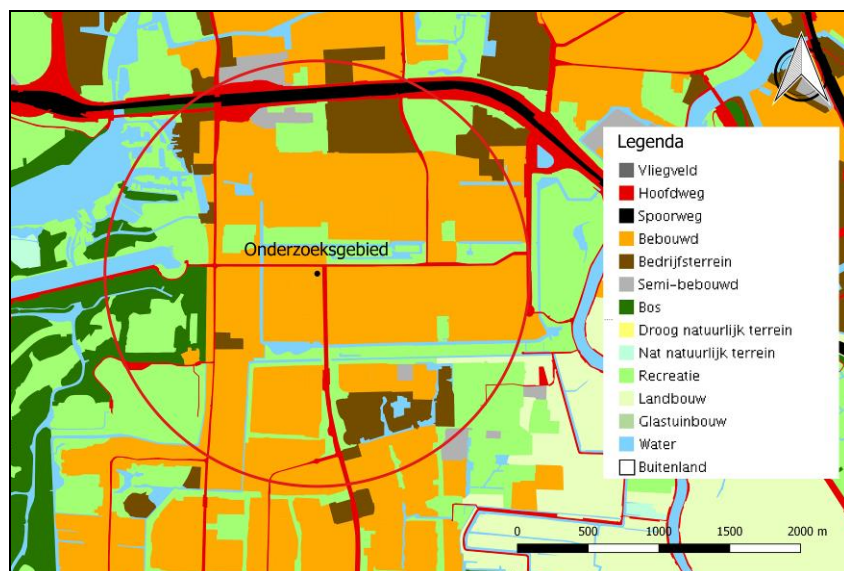 Onderzoeksgebied
Legenda
Vliegveld
Hoofdweg
Spoorweg
Bebouwd
Bedrijfsterrein
Semi-bebouwd
Bos
Droog natuurlijk terrein
Nat natuurlijk terrein
Recreatie
Landbouw
Glastuinbouw
Water
Buitenland
0 500 1000 1500 2000 m